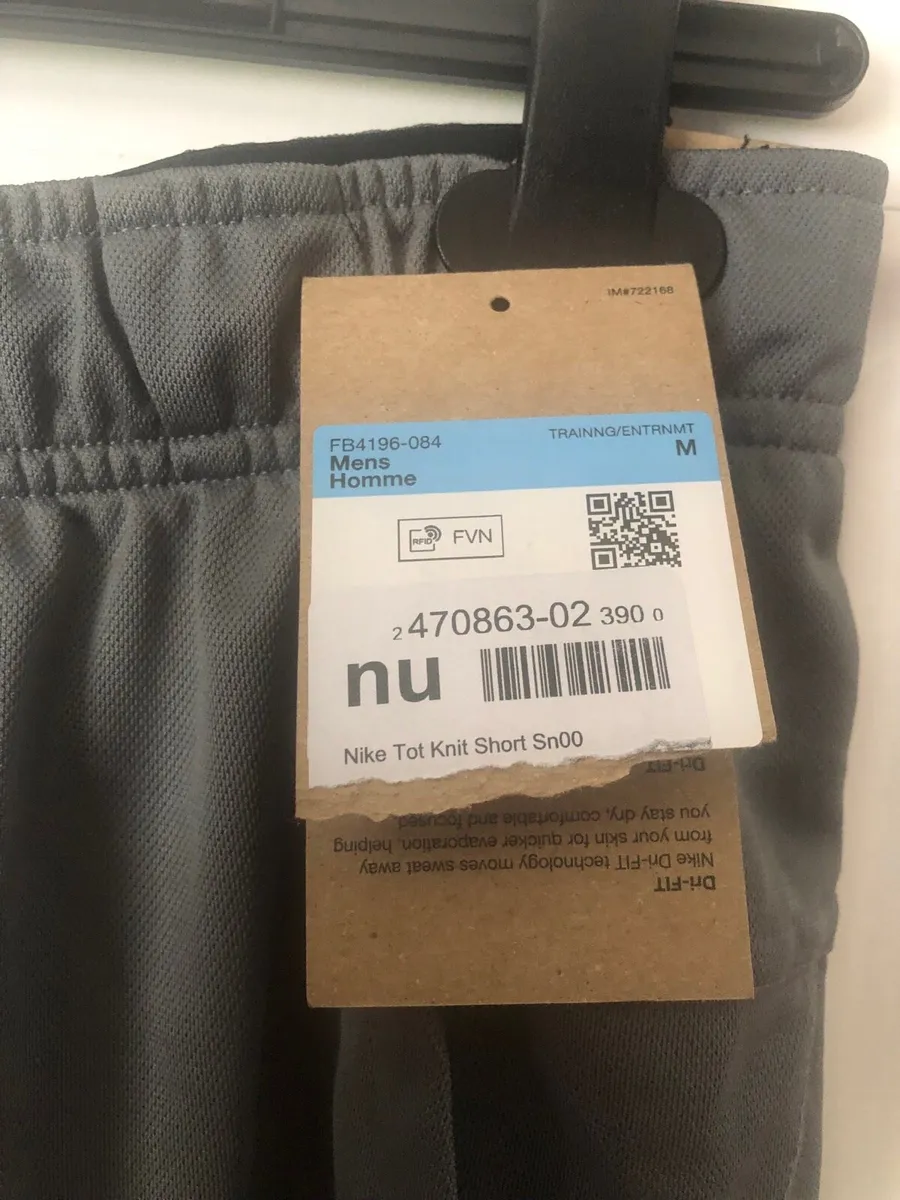 IM#722168
FB4196-084
TRAINNG/ENTRNMT
Mens
M
Homme
RFID FVN
2 470863-02 390 0
nu
Nike Tot Knit Short Sn00
Dri-FIT
Nike Dri-FIT technology moves sweat away
from your skin for quicker evaporation, helping
you stay dry, comfortable and focused
Dri-FIT